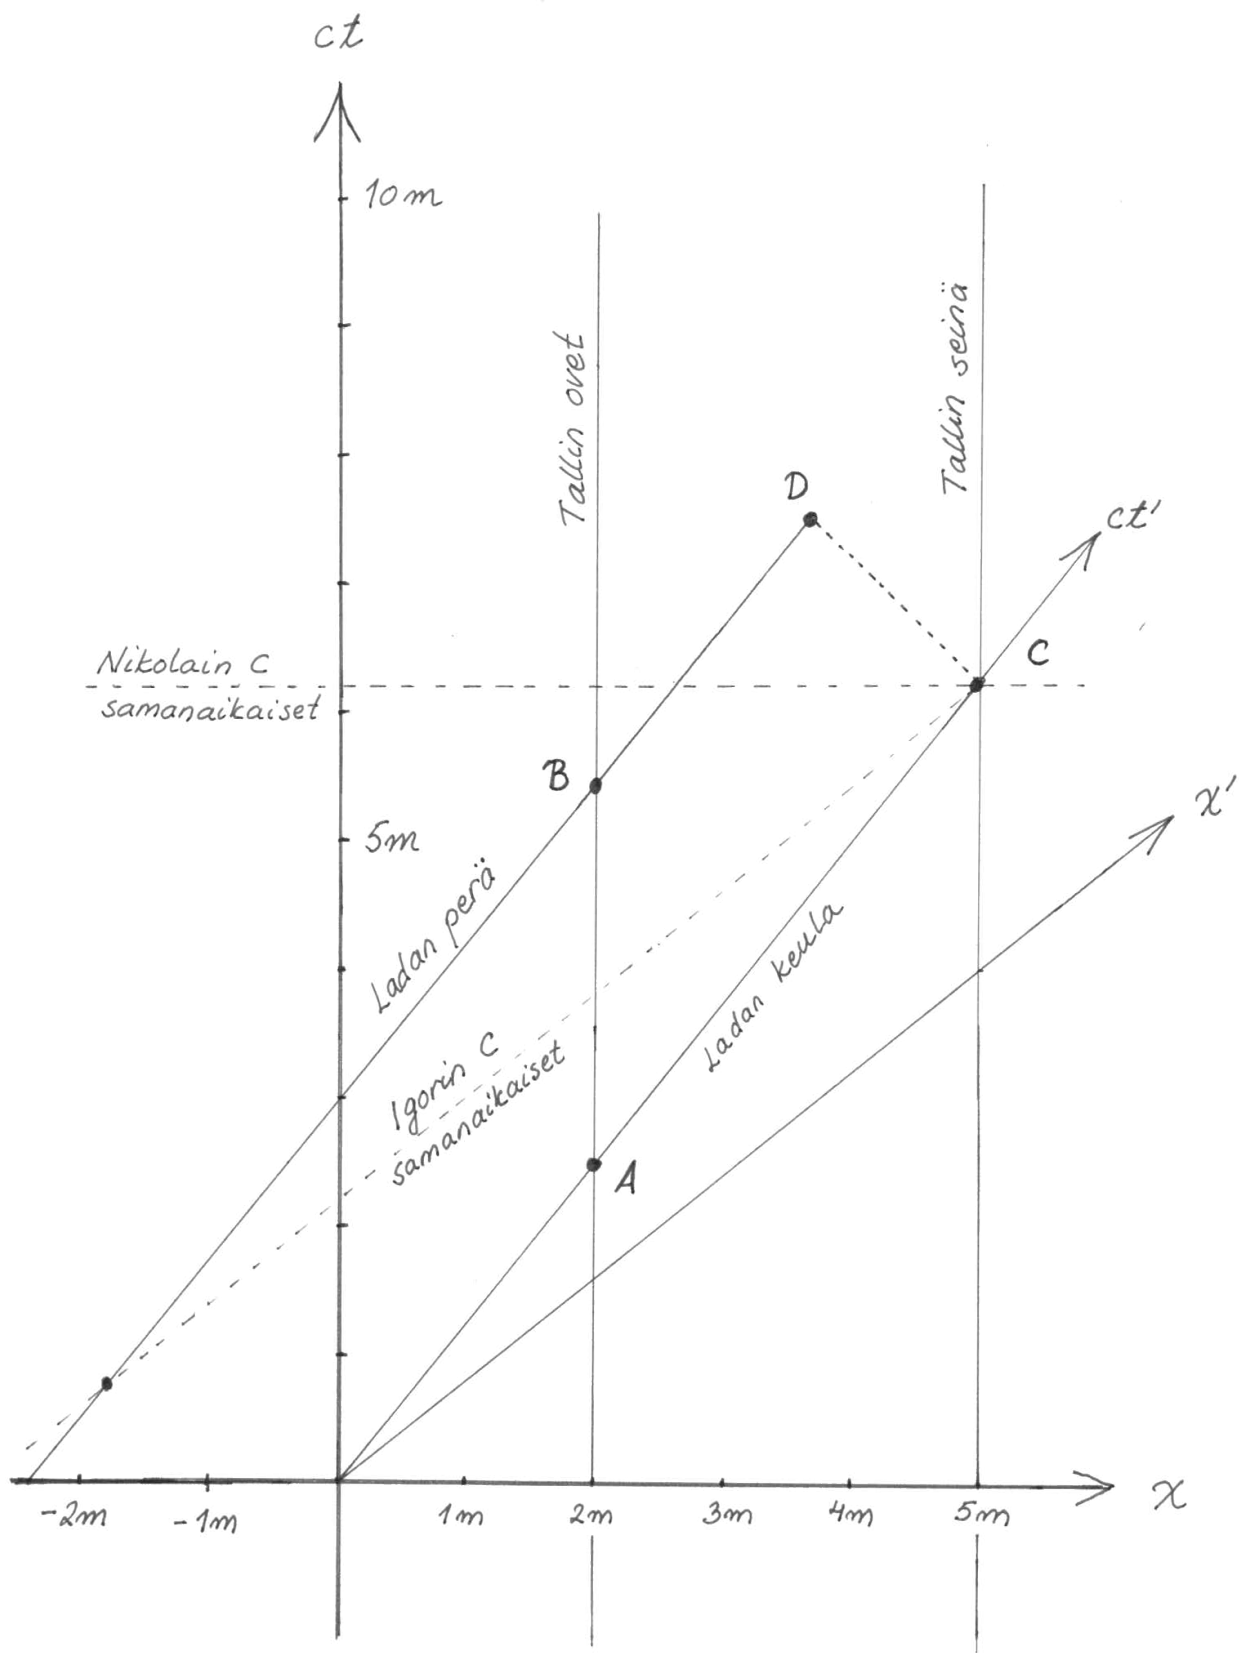 ct
10m
Tallin ovet
Tallin seinä
D
ct'
Nikolain C
samanaikaiset
C
B
x'
5m
Ladan perä
Ladan keula
Igorin C
samanaikaiset
A
-2m
-1m
1m
2m
3m
4m
5m
x